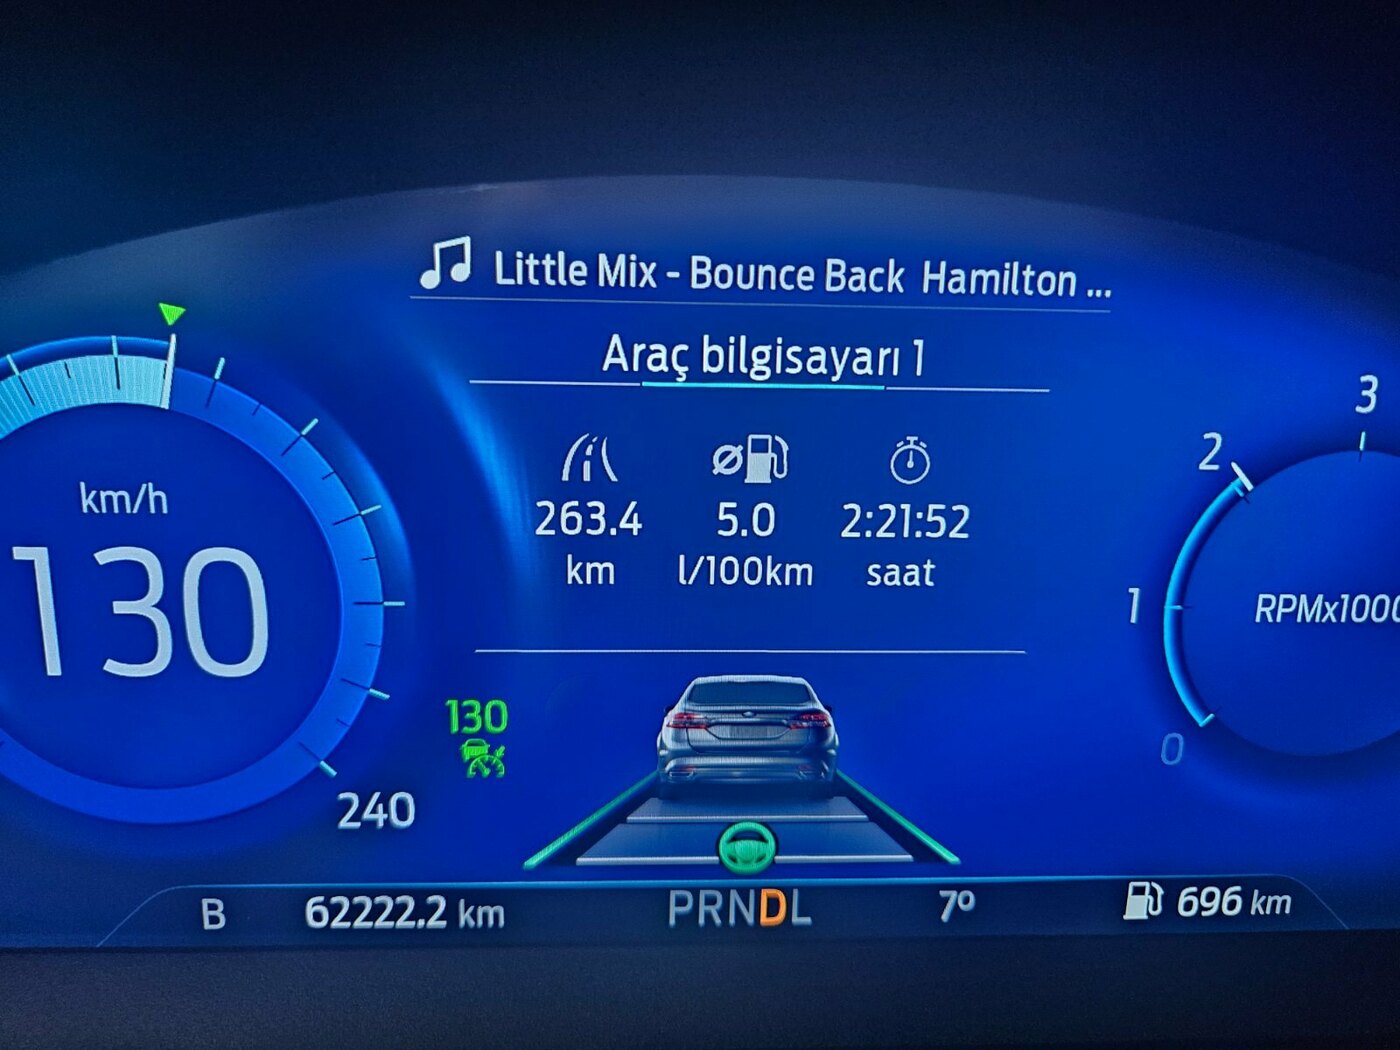 Little Mix - Bounce Back Hamilton ...
Araç bilgisayarı 1
263.4 5.0 2:21:52
km l/100km saat
km/h
130
240
130
3
2
1
0
RPMx1000
B 62222.2 km PRNDL 7° 696 km